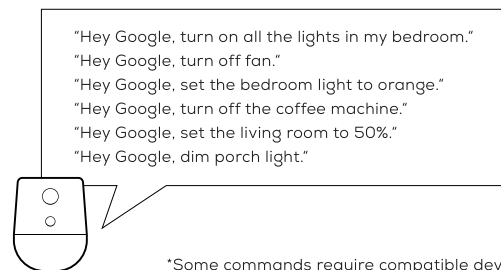 “Hey Google, turn on all the lights in my bedroom.”
“Hey Google, turn off fan.”
“Hey Google, set the bedroom light to orange.”
“Hey Google, turn off the coffee machine.”
“Hey Google, set the living room to 50%.”
“Hey Google, dim porch light.”
*Some commands require compatible